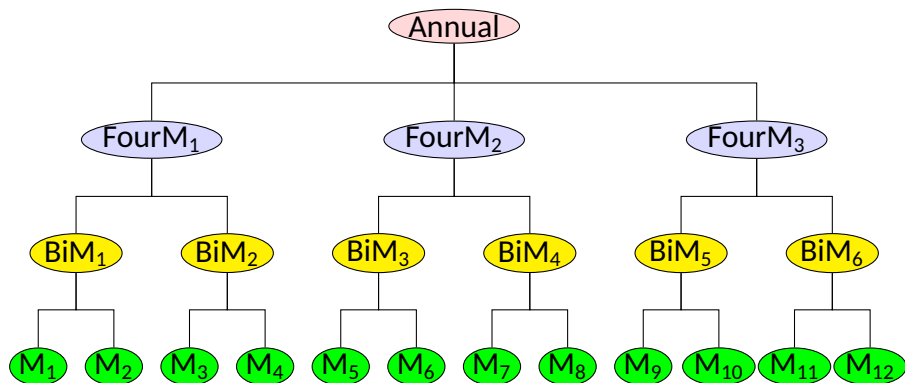 Annual
FourM₁ FourM₂ FourM₃
BiM₁ BiM₂ BiM₃ BiM₄ BiM₅ BiM₆
M₁ M₂ M₃ M₄ M₅ M₆ M₇ M₈ M₉ M₁₀ M₁₁ M₁₂